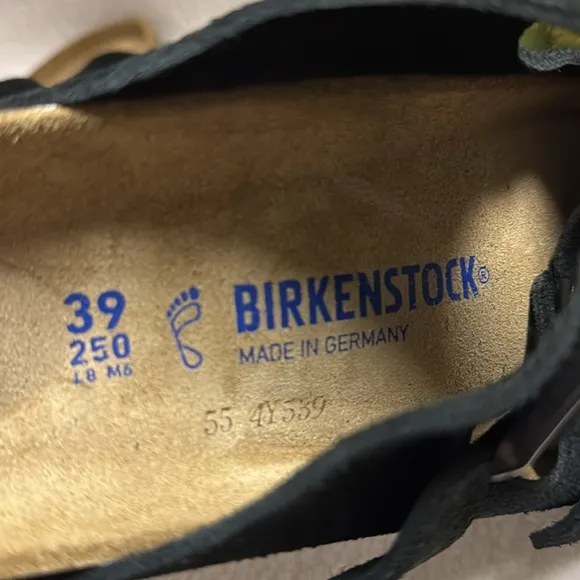 39
250
L8 M6
BIRKENSTOCK®
MADE IN GERMANY
55 4Y539